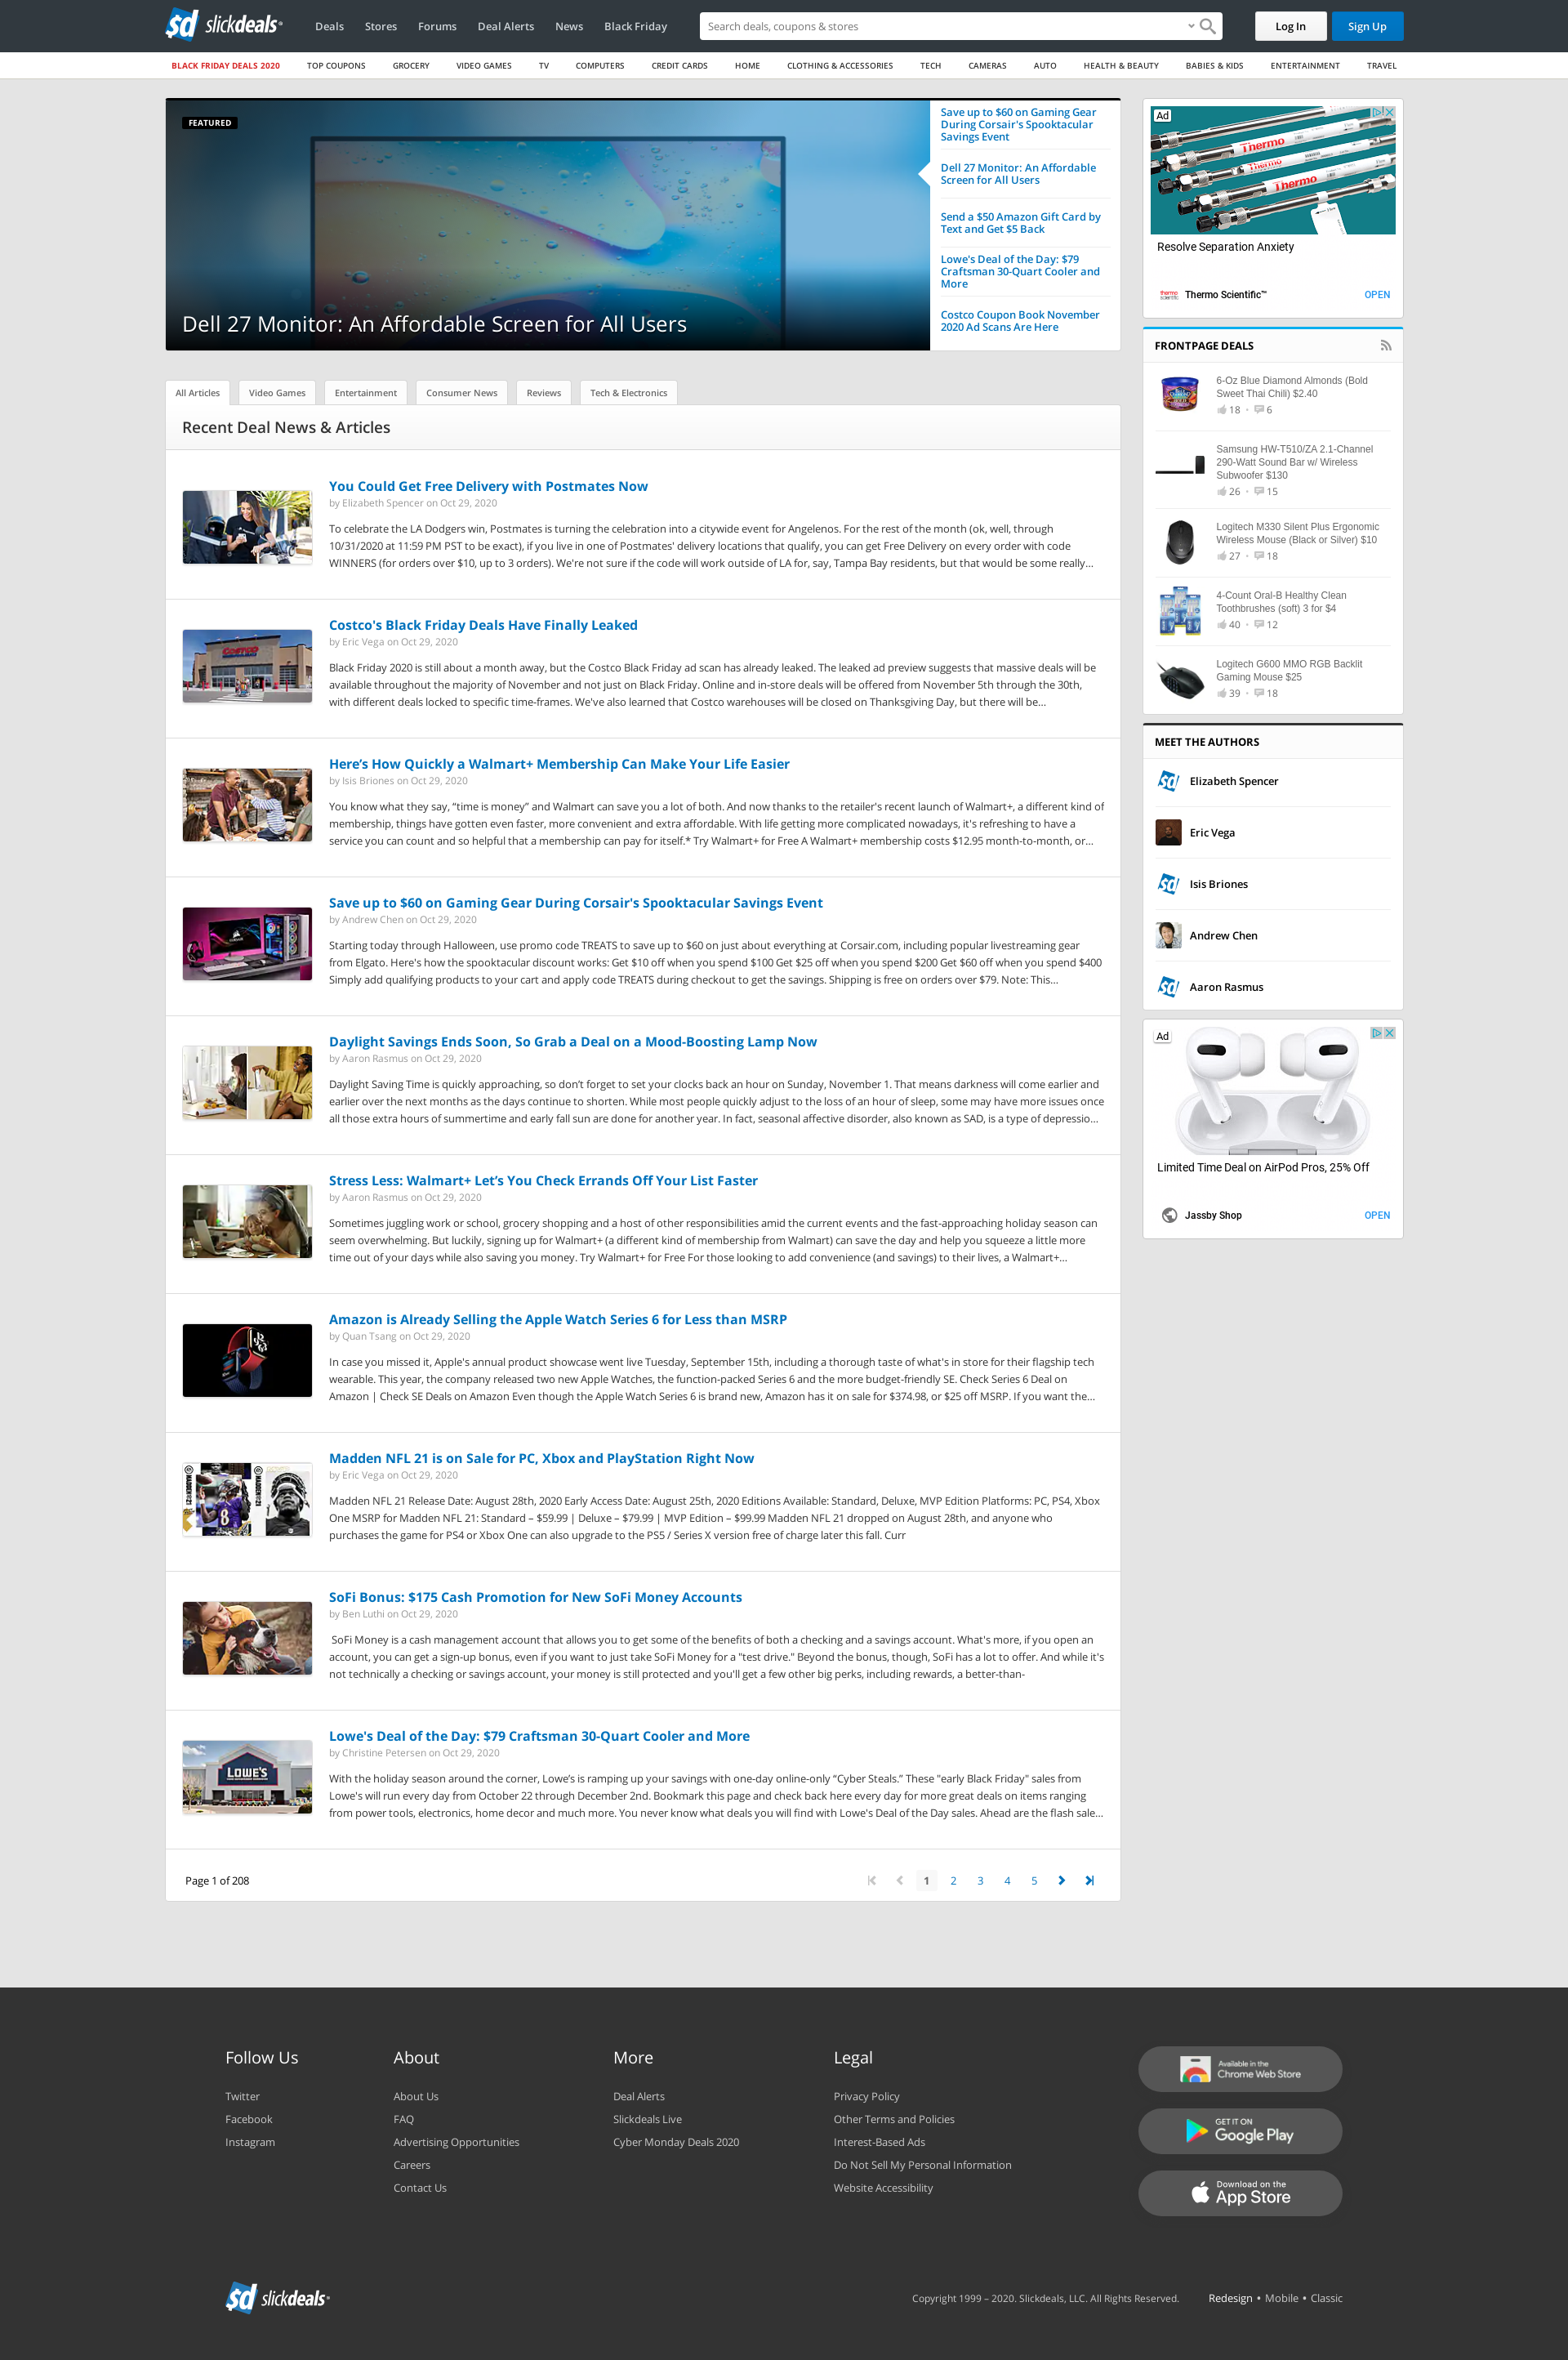 sd slickdeals
Deals Stores Forums Deal Alerts News Black Friday
Search deals, coupons & stores
Log In
Sign Up
BLACK FRIDAY DEALS 2020 TOP COUPONS GROCERY VIDEO GAMES TV COMPUTERS CREDIT CARDS HOME CLOTHING & ACCESSORIES TECH CAMERAS AUTO HEALTH & BEAUTY BABIES & KIDS ENTERTAINMENT TRAVEL
FEATURED
Dell 27 Monitor: An Affordable Screen for All Users
Save up to $60 on Gaming Gear
During Corsair's Spooktacular
Savings Event
Dell 27 Monitor: An Affordable
Screen for All Users
Send a $50 Amazon Gift Card by
Text and Get $5 Back
Lowe's Deal of the Day: $79
Craftsman 30-Quart Cooler and
More
Costco Coupon Book November
2020 Ad Scans Are Here
All Articles Video Games Entertainment Consumer News Reviews Tech & Electronics
Recent Deal News & Articles
You Could Get Free Delivery with Postmates Now
by Elizabeth Spencer on Oct 29, 2020
To celebrate the LA Dodgers win, Postmates is turning the celebration into a citywide event for Angelenos. For the rest of the month (ok, well, through
10/31/2020 at 11:59 PM PST to be exact), if you live in one of Postmates' delivery locations that qualify, you can get Free Delivery on every order with code
WINNERS (for orders over $10, up to 3 orders). We're not sure if the code will work outside of LA for, say, Tampa Bay residents, but that would be some really...
Costco's Black Friday Deals Have Finally Leaked
by Eric Vega on Oct 29, 2020
Black Friday 2020 is still about a month away, but the Costco Black Friday ad scan has already leaked. The leaked ad preview suggests that massive deals will be
available throughout the majority of November and not just on Black Friday. Online and in-store deals will be offered from November 5th through the 30th,
with different deals locked to specific time-frames. We've also learned that Costco warehouses will be closed on Thanksgiving Day, but there will be...
COSTCO
Here's How Quickly a Walmart+ Membership Can Make Your Life Easier
by Isis Briones on Oct 29, 2020
You know what they say, "time is money" and Walmart can save you a lot of both. And now thanks to the retailer's recent launch of Walmart+, a different kind of
membership, things have gotten even faster, more convenient and extra affordable. With life getting more complicated nowadays, it's refreshing to have a
service you can count and so helpful that a membership can pay for itself.* Try Walmart+ for Free A Walmart+ membership costs $12.95 month-to-month, or...
Save up to $60 on Gaming Gear During Corsair's Spooktacular Savings Event
by Andrew Chen on Oct 29, 2020
Starting today through Halloween, use promo code TREATS to save up to $60 on just about everything at Corsair.com, including popular livestreaming gear
from Elgato. Here's how the spooktacular discount works: Get $10 off when you spend $100 Get $25 off when you spend $200 Get $60 off when you spend $400
Simply add qualifying products to your cart and apply code TREATS during checkout to get the savings. Shipping is free on orders over $79. Note: This...
Daylight Savings Ends Soon, So Grab a Deal on a Mood-Boosting Lamp Now
by Aaron Rasmus on Oct 29, 2020
Daylight Saving Time is quickly approaching, so don't forget to set your clocks back an hour on Sunday, November 1. That means darkness will come earlier and
earlier over the next months as the days continue to shorten. While most people quickly adjust to the loss of an hour of sleep, some may have more issues once
all those extra hours of summertime and early fall sun are done for another year. In fact, seasonal affective disorder, also known as SAD, is a type of depressio...
Stress Less: Walmart+ Let's You Check Errands Off Your List Faster
by Aaron Rasmus on Oct 29, 2020
Sometimes juggling work or school, grocery shopping and a host of other responsibilities amid the current events and the fast-approaching holiday season can
seem overwhelming. But luckily, signing up for Walmart+ (a different kind of membership from Walmart) can save the day and help you squeeze a little more
time out of your days while also saving you money. Try Walmart+ for Free For those looking to add convenience (and savings) to their lives, a Walmart+...
Amazon is Already Selling the Apple Watch Series 6 for Less than MSRP
by Quan Tsang on Oct 29, 2020
In case you missed it, Apple's annual product showcase went live Tuesday, September 15th, including a thorough taste of what's in store for their flagship tech
wearable. This year, the company released two new Apple Watches, the function-packed Series 6 and the more budget-friendly SE. Check Series 6 Deal on
Amazon | Check SE Deals on Amazon Even though the Apple Watch Series 6 is brand new, Amazon has it on sale for $374.98, or $25 off MSRP. If you want the...
Madden NFL 21 is on Sale for PC, Xbox and PlayStation Right Now
by Eric Vega on Oct 29, 2020
Madden NFL 21 Release Date: August 28th, 2020 Early Access Date: August 25th, 2020 Editions Available: Standard, Deluxe, MVP Edition Platforms: PC, PS4, Xbox
One MSRP for Madden NFL 21: Standard – $59.99 | Deluxe – $79.99 | MVP Edition – $99.99 Madden NFL 21 dropped on August 28th, and anyone who
purchases the game for PS4 or Xbox One can also upgrade to the PS5 / Series X version free of charge later this fall. Curr
SoFi Bonus: $175 Cash Promotion for New SoFi Money Accounts
by Ben Luthi on Oct 29, 2020
SoFi Money is a cash management account that allows you to get some of the benefits of both a checking and a savings account. What's more, if you open an
account, you can get a sign-up bonus, even if you want to just take SoFi Money for a "test drive." Beyond the bonus, though, SoFi has a lot to offer. And while it's
not technically a checking or savings account, your money is still protected and you'll get a few other big perks, including rewards, a better-than-
LOWE'S
Lowe's Deal of the Day: $79 Craftsman 30-Quart Cooler and More
by Christine Petersen on Oct 29, 2020
With the holiday season around the corner, Lowe's is ramping up your savings with one-day online-only "Cyber Steals." These "early Black Friday" sales from
Lowe's will run every day from October 22 through December 2nd. Bookmark this page and check back here every day for more great deals on items ranging
from power tools, electronics, home decor and much more. You never know what deals you will find with Lowe's Deal of the Day sales. Ahead are the flash sale...
Page 1 of 208
1 2 3 4 5
Ad
Thermo
Thermo
Thermo
Resolve Separation Anxiety
thermo scientific
Thermo Scientific™
OPEN
FRONTPAGE DEALS
6-Oz Blue Diamond Almonds (Bold
Sweet Thai Chili) $2.40
18 • 6
Samsung HW-T510/ZA 2.1-Channel
290-Watt Sound Bar w/ Wireless
Subwoofer $130
26 • 15
Logitech M330 Silent Plus Ergonomic
Wireless Mouse (Black or Silver) $10
27 • 18
4-Count Oral-B Healthy Clean
Toothbrushes (soft) 3 for $4
40 • 12
Logitech G600 MMO RGB Backlit
Gaming Mouse $25
39 • 18
MEET THE AUTHORS
sd Elizabeth Spencer
Eric Vega
sd Isis Briones
Andrew Chen
sd Aaron Rasmus
Ad
Limited Time Deal on AirPod Pros, 25% Off
Jassby Shop
OPEN
Follow Us
Twitter
Facebook
Instagram
About
About Us
FAQ
Advertising Opportunities
Careers
Contact Us
More
Deal Alerts
Slickdeals Live
Cyber Monday Deals 2020
Legal
Privacy Policy
Other Terms and Policies
Interest-Based Ads
Do Not Sell My Personal Information
Website Accessibility
Available in the
Chrome Web Store
GET IT ON
Google Play
Download on the
App Store
sd slickdeals
Copyright 1999 – 2020. Slickdeals, LLC. All Rights Reserved.
Redesign • Mobile • Classic